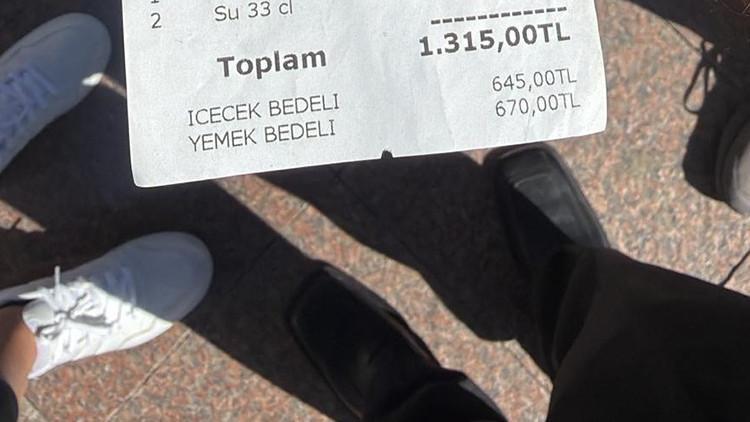 2 Su 33 cl
------------
Toplam 1.315,00TL
ICECEK BEDELI 645,00TL
YEMEK BEDELI 670,00TL